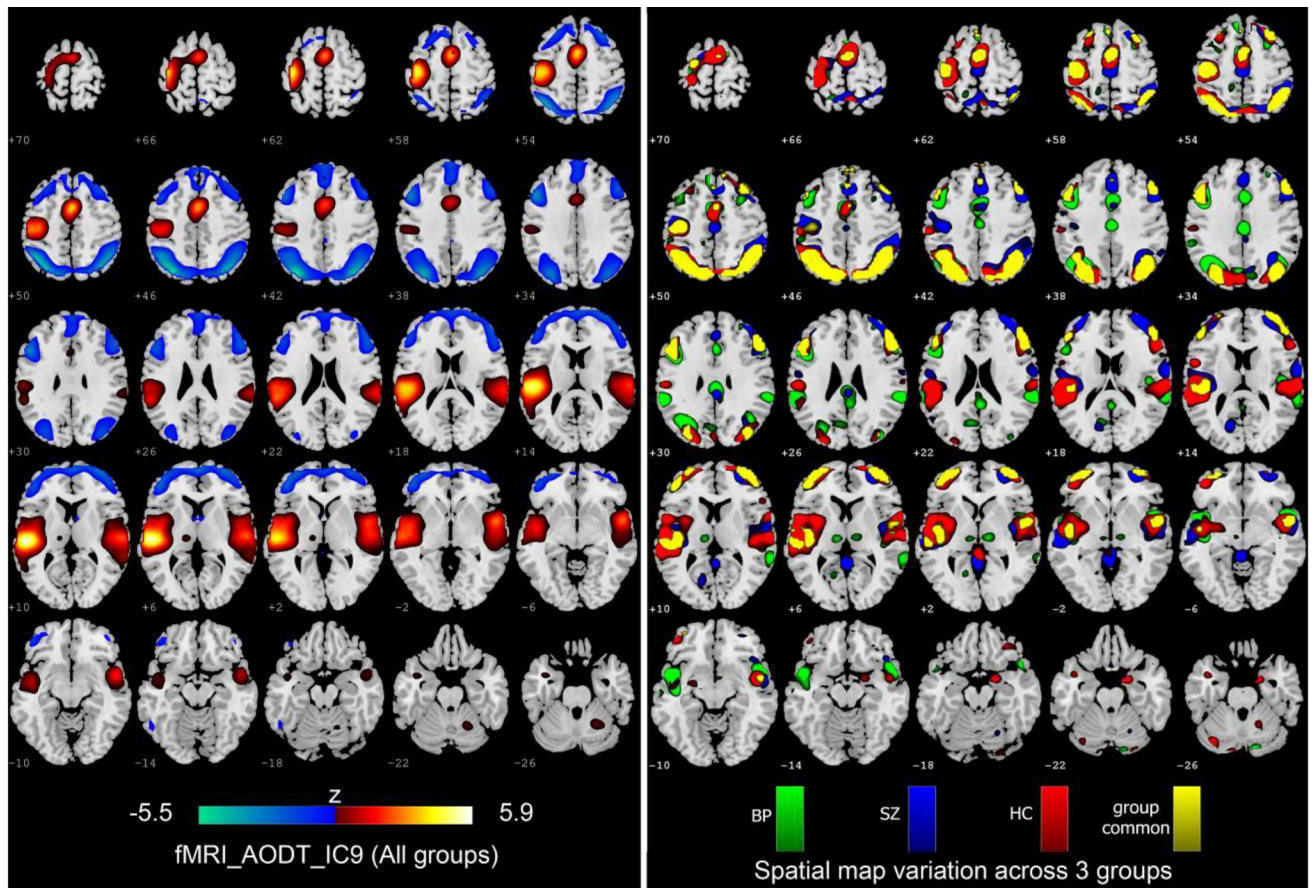 +70 +66 +62 +58 +54
+50 +46 +42 +38 +34
+30 +26 +22 +18 +14
+10 +6 +2 −2 −6
−10 −14 −18 −22 −26
z
-5.5 5.9
fMRI_AODT_IC9 (All groups)
+70 +66 +62 +58 +54
+50 +46 +42 +38 +34
+30 +26 +22 +18 +14
+10 +6 +2 −2 −6
−10 −14 −18 −22 −26
BP SZ HC group
common
Spatial map variation across 3 groups